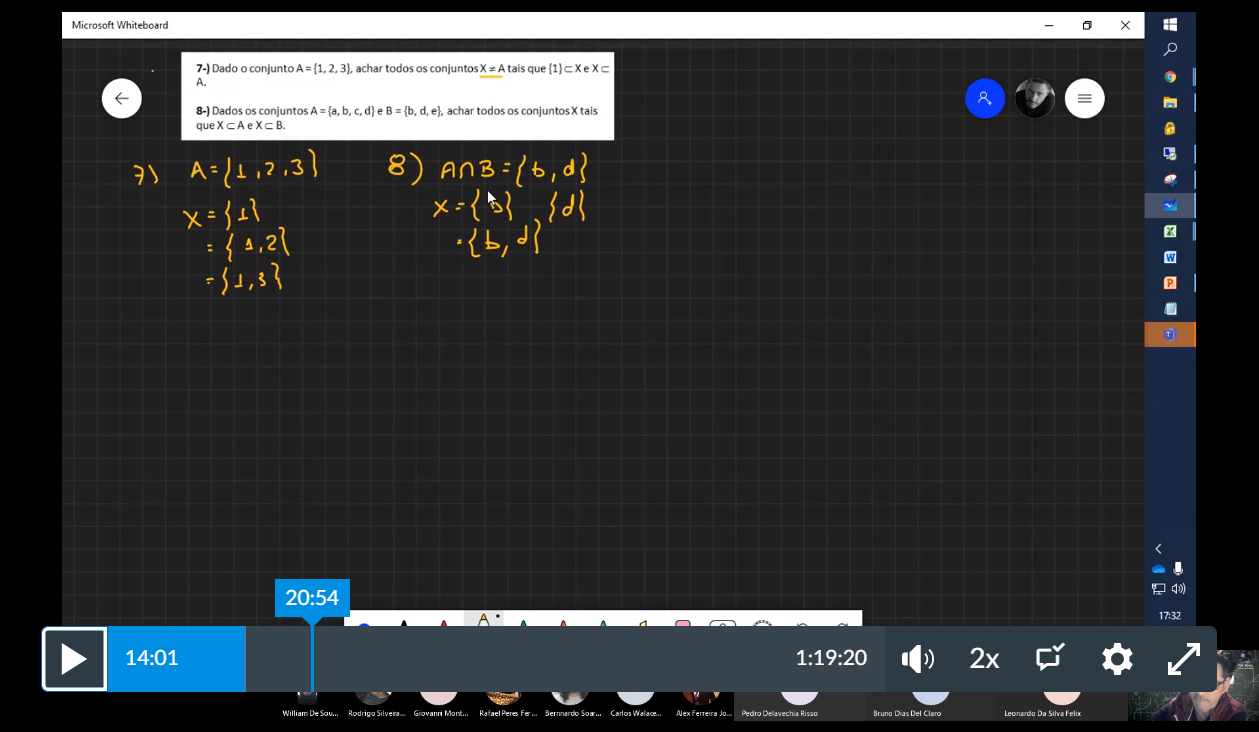 Microsoft Whiteboard
7-) Dado o conjunto A = {1, 2, 3}, achar todos os conjuntos X ≠ A tais que {1} ⊂ X e X ⊂
A.
8-) Dados os conjuntos A = {a, b, c, d} e B = {b, d, e}, achar todos os conjuntos X tais
que X ⊂ A e X ⊂ B.
7) A={1,2,3}
X={1}
={1,2}
={1,3}
8) A∩B={b,d}
X={b} {d}
={b,d}
17:32
20:54
14:01
1:19:20
2x
William De Sou...
Rodrigo Silveira...
Giovanni Mont...
Rafael Peres Fer...
Bernnardo Soar...
Carlos Walace...
Alex Ferreira Jo...
Pedro Delavechia Risso
Bruno Dias Del Claro
Leonardo Da Silva Felix